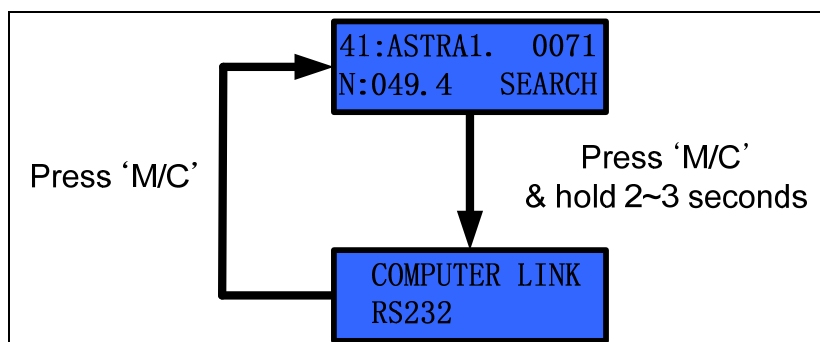 41:ASTRA1. 0071
N:049.4 SEARCH
Press ‘M/C’
Press ‘M/C’
& hold 2~3 seconds
COMPUTER LINK
RS232